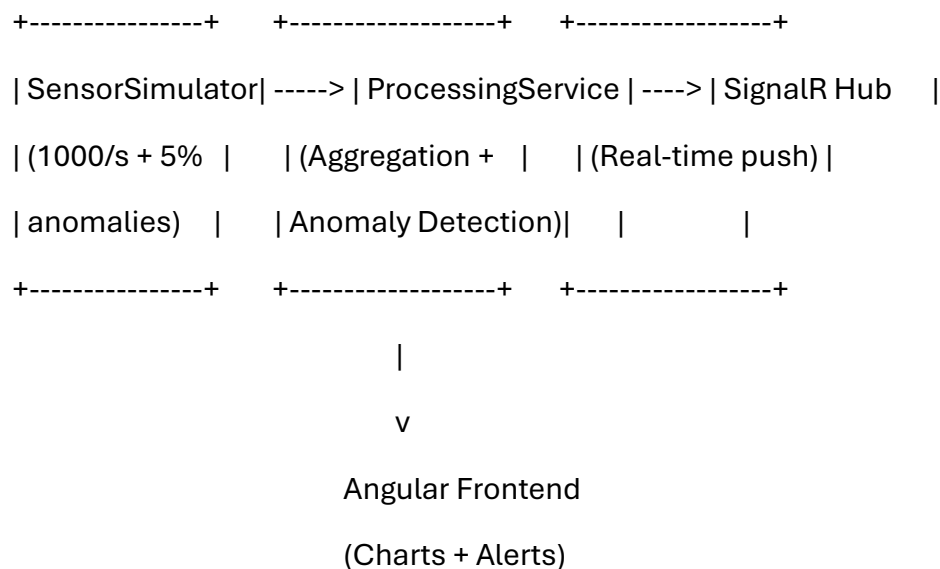 +---------------+ +-------------------+ +------------------+
| SensorSimulator| -----> | ProcessingService | ----> | SignalR Hub |
| (1000/s + 5% | | (Aggregation + | | (Real-time push) |
| anomalies) | | Anomaly Detection)| | |
+----------------+ +-------------------+ +------------------+
|
v
Angular Frontend
(Charts + Alerts)